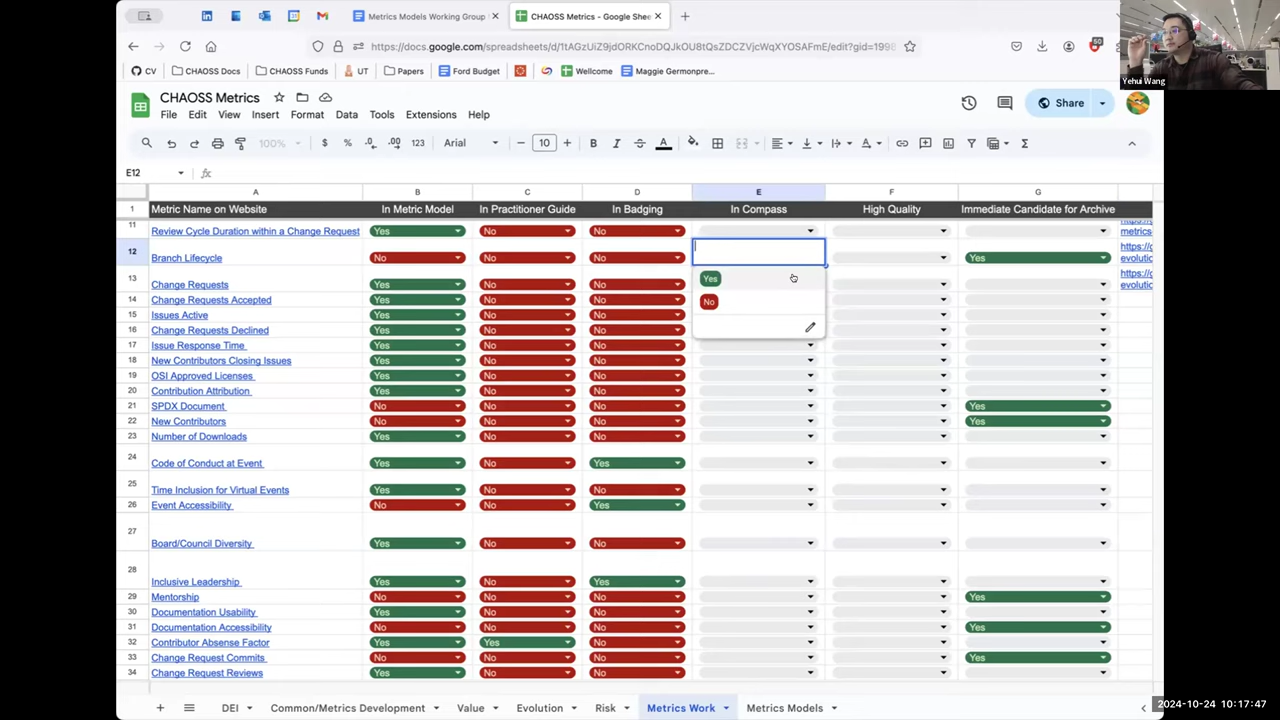 Metrics Models Working Group
CHAOSS Metrics - Google Shee
https://docs.google.com/spreadsheets/d/1tAGzUiZ9jdORKCnoDQJkOU8tQsZDCZVjcWqXYOSAFmE/edit?gid=1998
50
CV
CHAOSS Docs
CHAOSS Funds
UT
Papers
Ford Budget
Wellcome
Maggie Germonpre...
Yehui Wang
CHAOSS Metrics
File Edit View Insert Format Data Tools Extensions Help
Share
100% $ % .0 .00 123 Arial 10 B I A
E12 fx
A B C D E F G
1 Metric Name on Website In Metric Model In Practitioner Guide In Badging In Compass High Quality Immediate Candidate for Archive
11 Review Cycle Duration within a Change Request Yes No No metrics-
12 Branch Lifecycle No No No Yes https://g evolutic
13 Change Requests Yes No No https://g evolutic
Yes
No
14 Change Requests Accepted Yes No No
15 Issues Active Yes No No
16 Change Requests Declined Yes No No
17 Issue Response Time Yes No No
18 New Contributors Closing Issues Yes No No
19 OSI Approved Licenses Yes No No
20 Contribution Attribution Yes No No
21 SPDX Document No No No Yes
22 New Contributors No No No Yes
23 Number of Downloads Yes No No
24 Code of Conduct at Event Yes No Yes
25 Time Inclusion for Virtual Events Yes No No
26 Event Accessibility No No Yes
27 Board/Council Diversity Yes No No
28 Inclusive Leadership Yes No Yes
29 Mentorship No No No Yes
30 Documentation Usability Yes No No
31 Documentation Accessibility No No No Yes
32 Contributor Absense Factor Yes Yes No
33 Change Request Commits No No No Yes
34 Change Request Reviews Yes No No
DEI Common/Metrics Development Value Evolution Risk Metrics Work Metrics Models
2024-10-24 10:17:47